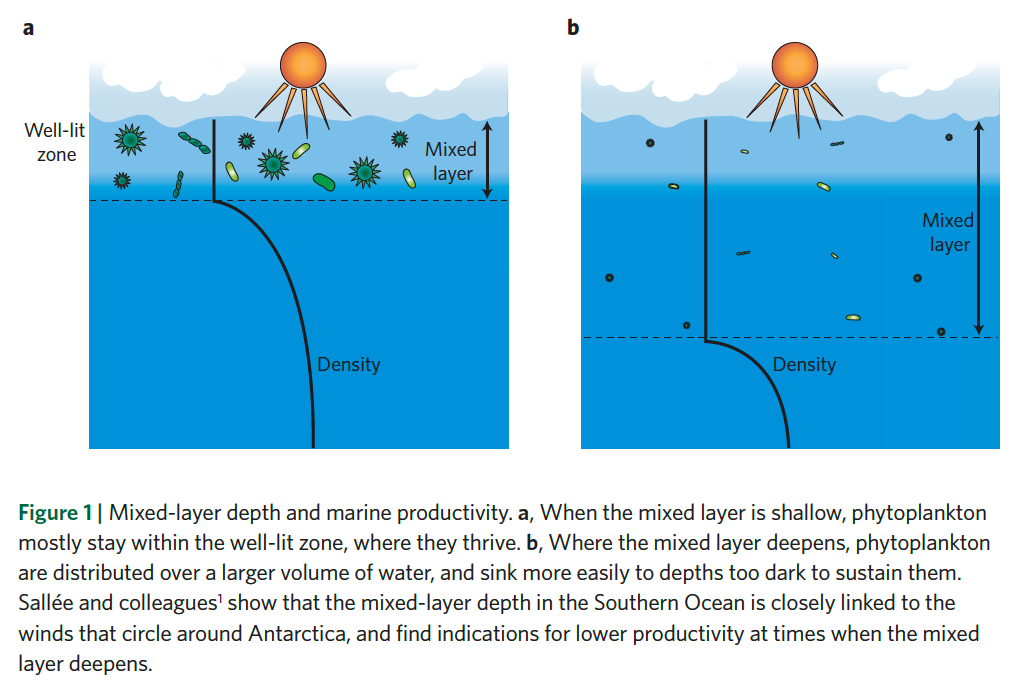 a
b
Well-lit
zone
Mixed
layer
Density
Mixed
layer
Density
Figure 1 | Mixed-layer depth and marine productivity. a, When the mixed layer is shallow, phytoplankton
mostly stay within the well-lit zone, where they thrive. b, Where the mixed layer deepens, phytoplankton
are distributed over a larger volume of water, and sink more easily to depths too dark to sustain them.
Sallée and colleagues¹ show that the mixed-layer depth in the Southern Ocean is closely linked to the
winds that circle around Antarctica, and find indications for lower productivity at times when the mixed
layer deepens.